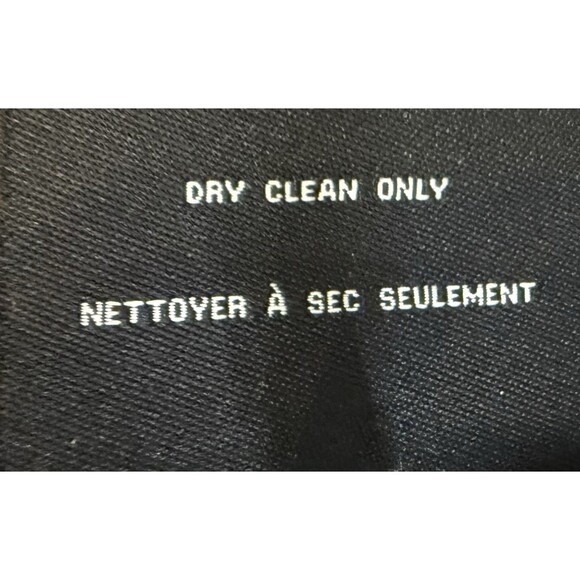 DRY CLEAN ONLY
NETTOYER À SEC SEULEMENT